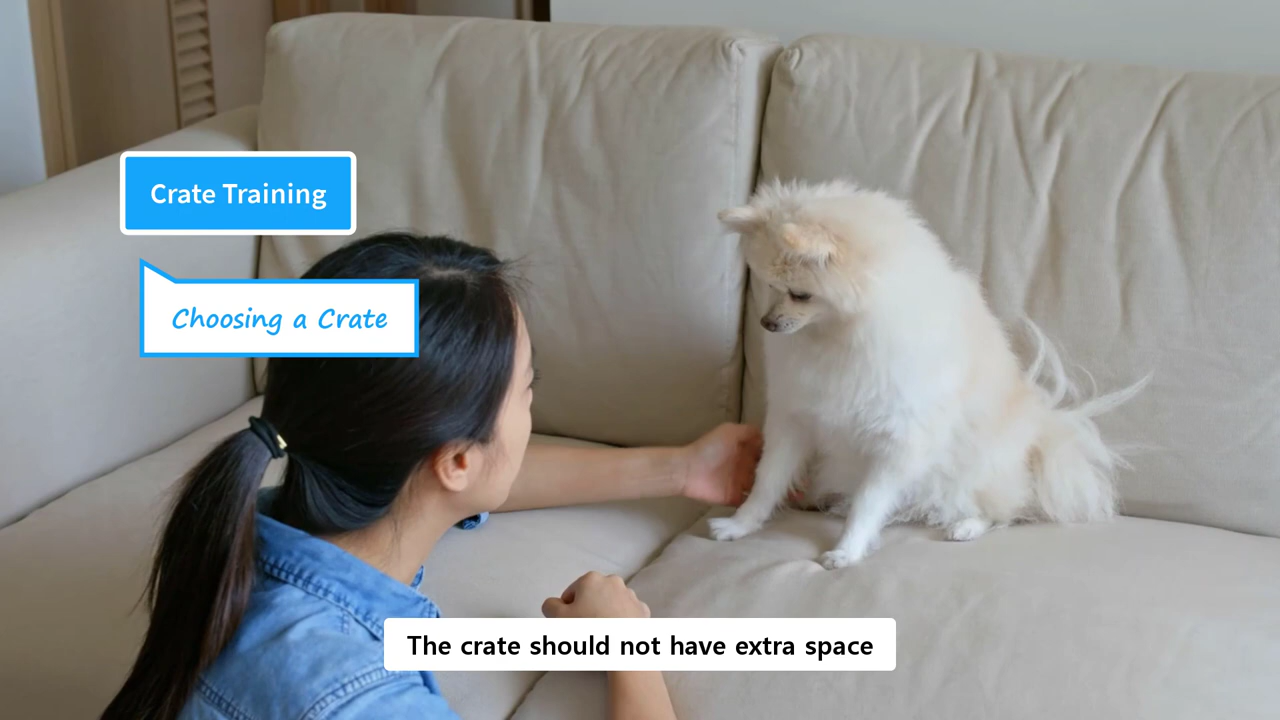 Crate Training
Choosing a Crate
The crate should not have extra space